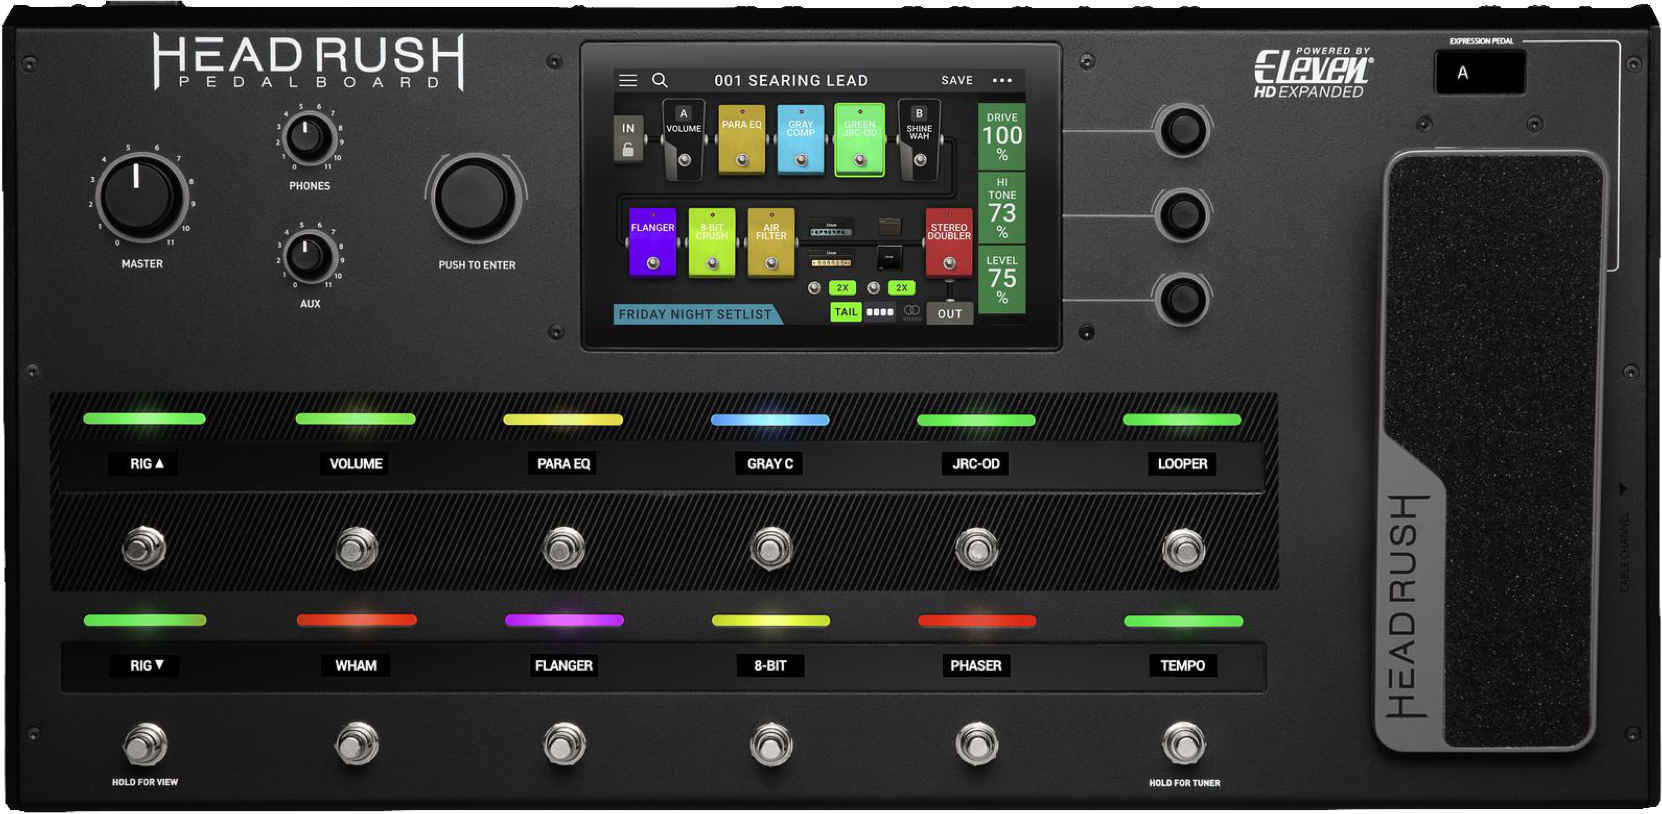 HEADRUSH
PEDALBOARD
MASTER
PHONES
AUX
PUSH TO ENTER
001 SEARING LEAD
SAVE
IN
A
VOLUME
PARA EQ
GRAY
COMP
GREEN
JRC-OD
B
SHINE
WAH
FLANGER
8-BIT
CRUSH
AIR
FILTER
STEREO
DOUBLER
2X
2X
TAIL
OUT
FRIDAY NIGHT SETLIST
DRIVE
100
%
HI
TONE
73
%
LEVEL
75
%
POWERED BY
ELEVEN®
HD EXPANDED
EXPRESSION PEDAL
A
RIG ▲
VOLUME
PARA EQ
GRAY C
JRC-OD
LOOPER
RIG ▼
WHAM
FLANGER
8-BIT
PHASER
TEMPO
HOLD FOR VIEW
HOLD FOR TUNER
HEADRUSH
CABLE CHANNEL